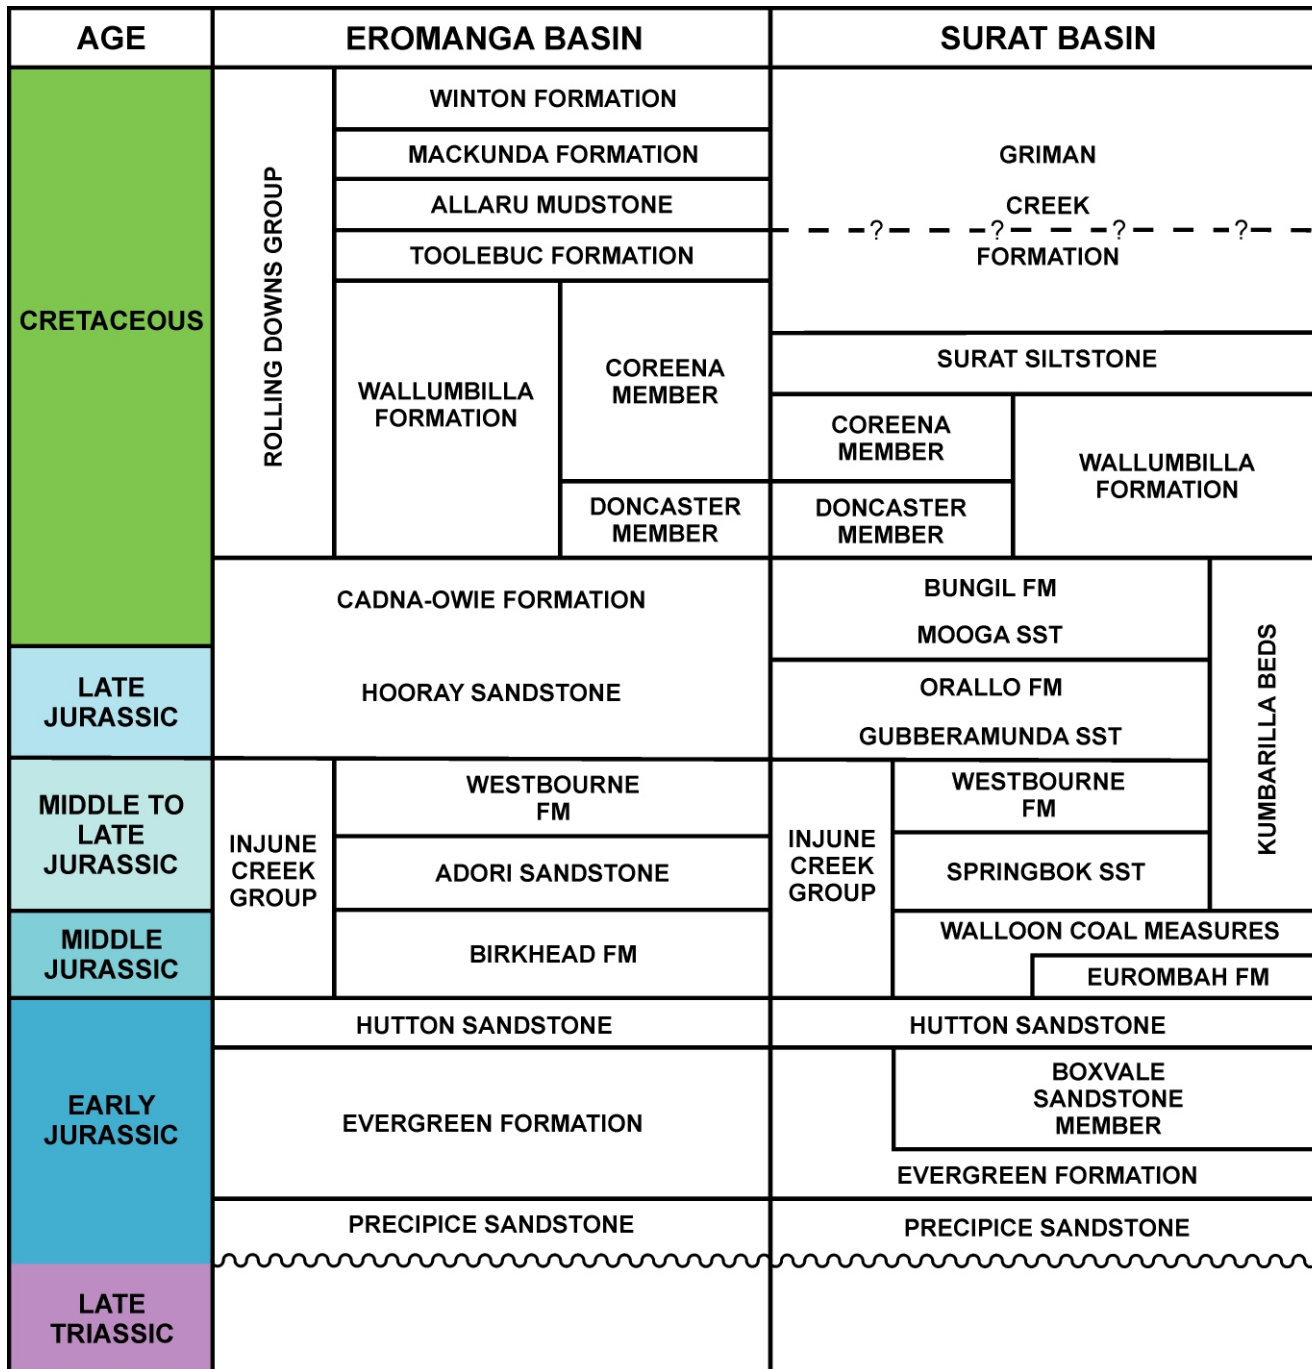 AGE
EROMANGA BASIN
SURAT BASIN
CRETACEOUS
LATE
JURASSIC
MIDDLE TO
LATE
JURASSIC
MIDDLE
JURASSIC
EARLY
JURASSIC
LATE
TRIASSIC
ROLLING DOWNS GROUP
WINTON FORMATION
MACKUNDA FORMATION
ALLARU MUDSTONE
TOOLEBUC FORMATION
WALLUMBILLA
FORMATION
COREENA
MEMBER
DONCASTER
MEMBER
CADNA-OWIE FORMATION
HOORAY SANDSTONE
INJUNE
CREEK
GROUP
WESTBOURNE
FM
ADORI SANDSTONE
BIRKHEAD FM
HUTTON SANDSTONE
EVERGREEN FORMATION
PRECIPICE SANDSTONE
GRIMAN
CREEK
? ? ? ?
FORMATION
SURAT SILTSTONE
COREENA
MEMBER
DONCASTER
MEMBER
WALLUMBILLA
FORMATION
BUNGIL FM
MOOGA SST
ORALLO FM
GUBBERAMUNDA SST
KUMBARILLA BEDS
INJUNE
CREEK
GROUP
WESTBOURNE
FM
SPRINGBOK SST
WALLOON COAL MEASURES
EUROMBAH FM
HUTTON SANDSTONE
BOXVALE
SANDSTONE
MEMBER
EVERGREEN FORMATION
PRECIPICE SANDSTONE